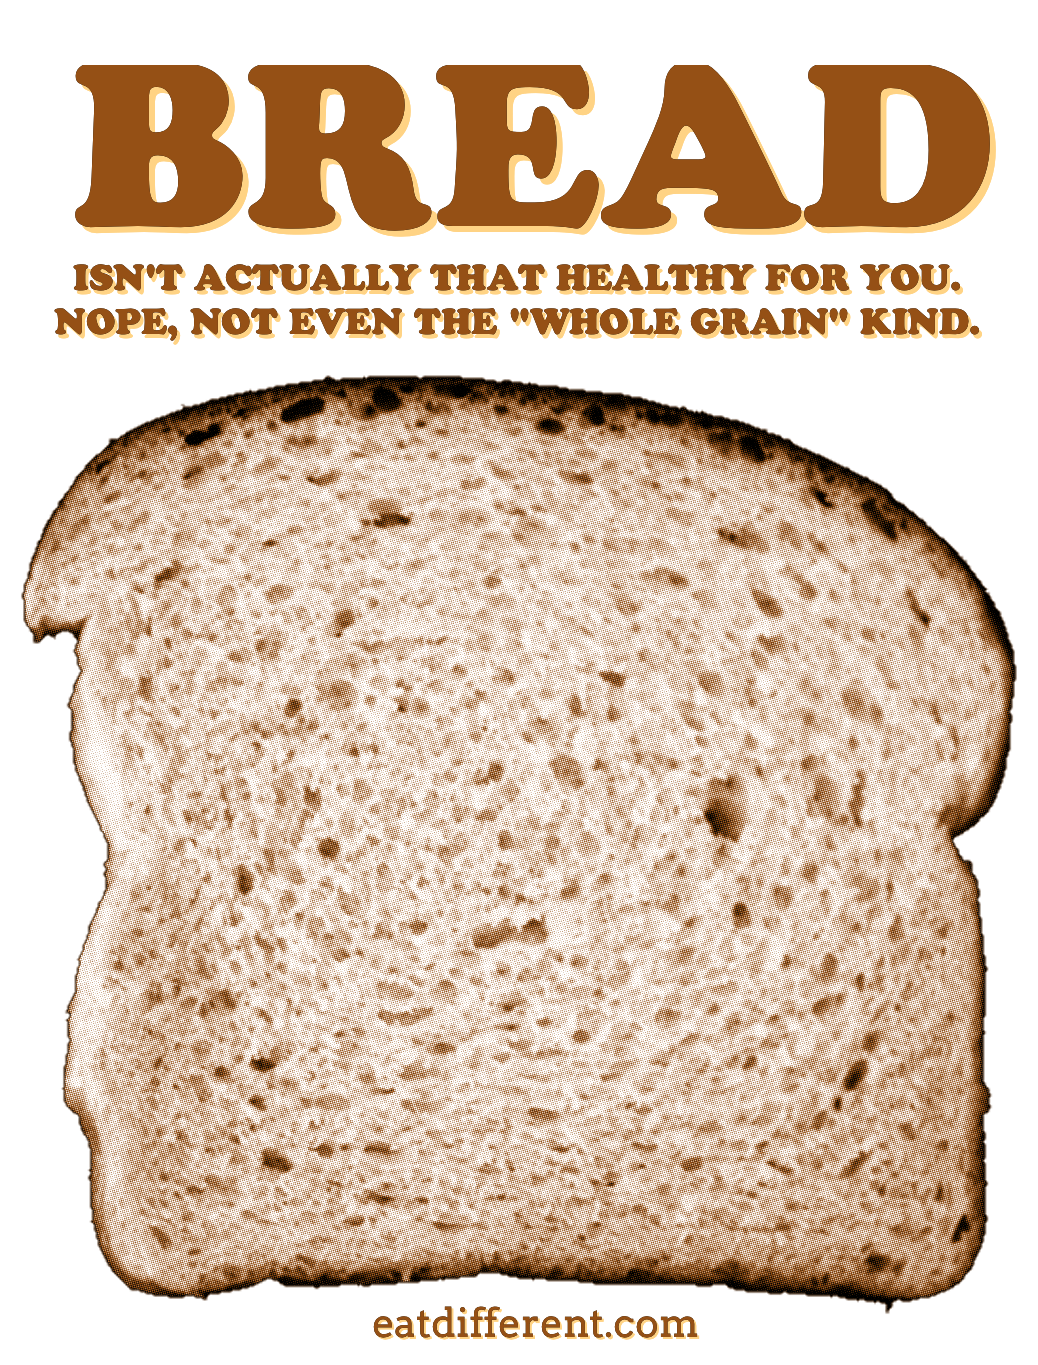 BREAD
ISN'T ACTUALLY THAT HEALTHY FOR YOU.
NOPE, NOT EVEN THE "WHOLE GRAIN" KIND.
eatdifferent.com